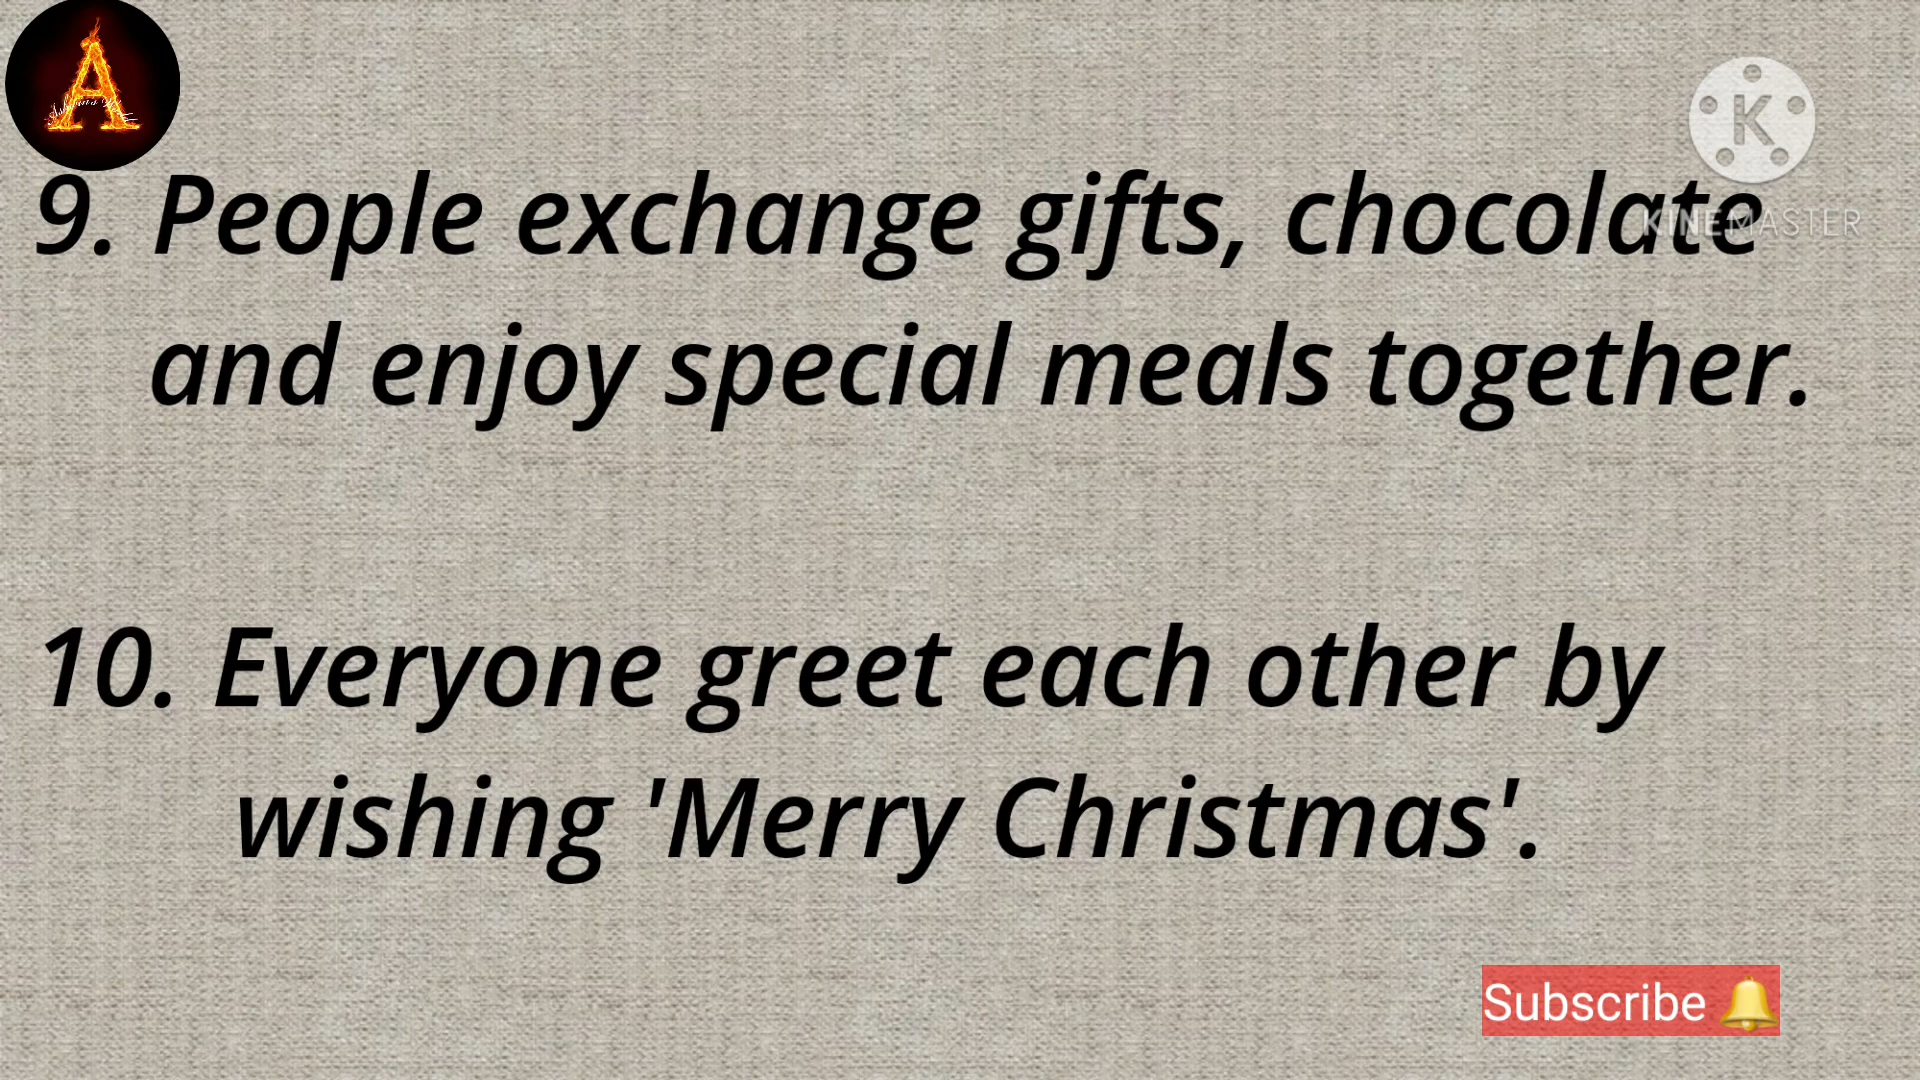 A
KINEMASTER
K
9. People exchange gifts, chocolate
and enjoy special meals together.
10. Everyone greet each other by
wishing 'Merry Christmas'.
Subscribe 🔔